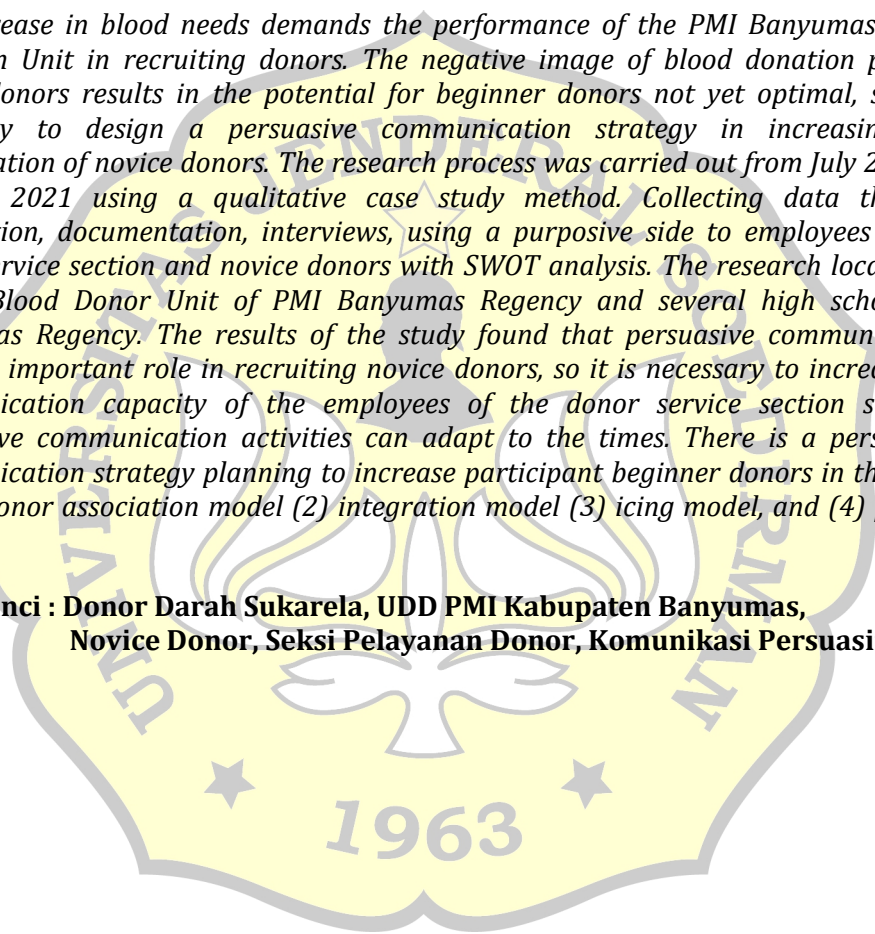 rease in blood needs demands the performance of the PMI Banyumas
n Unit in recruiting donors. The negative image of blood donation p
donors results in the potential for beginner donors not yet optimal, s
y to design a persuasive communication strategy in increasin
ation of novice donors. The research process was carried out from July 2
2021 using a qualitative case study method. Collecting data th
tion, documentation, interviews, using a purposive side to employees
ervice section and novice donors with SWOT analysis. The research loca
Blood Donor Unit of PMI Banyumas Regency and several high scho
as Regency. The results of the study found that persuasive commun
important role in recruiting novice donors, so it is necessary to increa
ication capacity of the employees of the donor service section s
ve communication activities can adapt to the times. There is a pers
ication strategy planning to increase participant beginner donors in th
onor association model (2) integration model (3) icing model, and (4)
nci : Donor Darah Sukarela, UDD PMI Kabupaten Banyumas,
Novice Donor, Seksi Pelayanan Donor, Komunikasi Persuasi
UNIVERSITAS JENDERAL SOEDIRMAN
1963